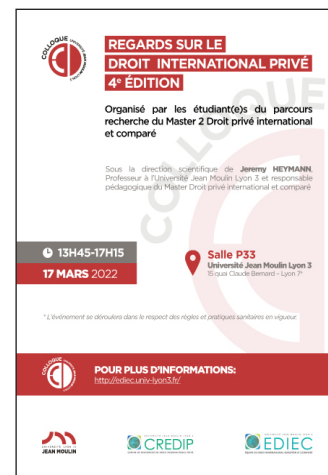 COLLOQUE
REGARDS SUR LE
DROIT INTERNATIONAL PRIVÉ
4e ÉDITION
Organisé par les étudiant(e)s du parcours
recherche du Master 2 Droit privé international
et comparé
Sous la direction scientifique de Jeremy HEYMANN,
Professeur à l'Université Jean Moulin Lyon 3 et responsable
pédagogique du Master Droit privé international et comparé
COLLOQUE
13H45-17H15
17 MARS 2022
Salle P33
Université Jean Moulin Lyon 3
15 quai Claude Bernard - Lyon 7e
* L'événement se déroulera dans le respect des règles et pratiques sanitaires en vigueur.
COLLOQUE
POUR PLUS D'INFORMATIONS:
http://ediec.univ-lyon3.fr/
UNIVERSITÉ LYON III
JEAN MOULIN
CREDIP
EDIEC